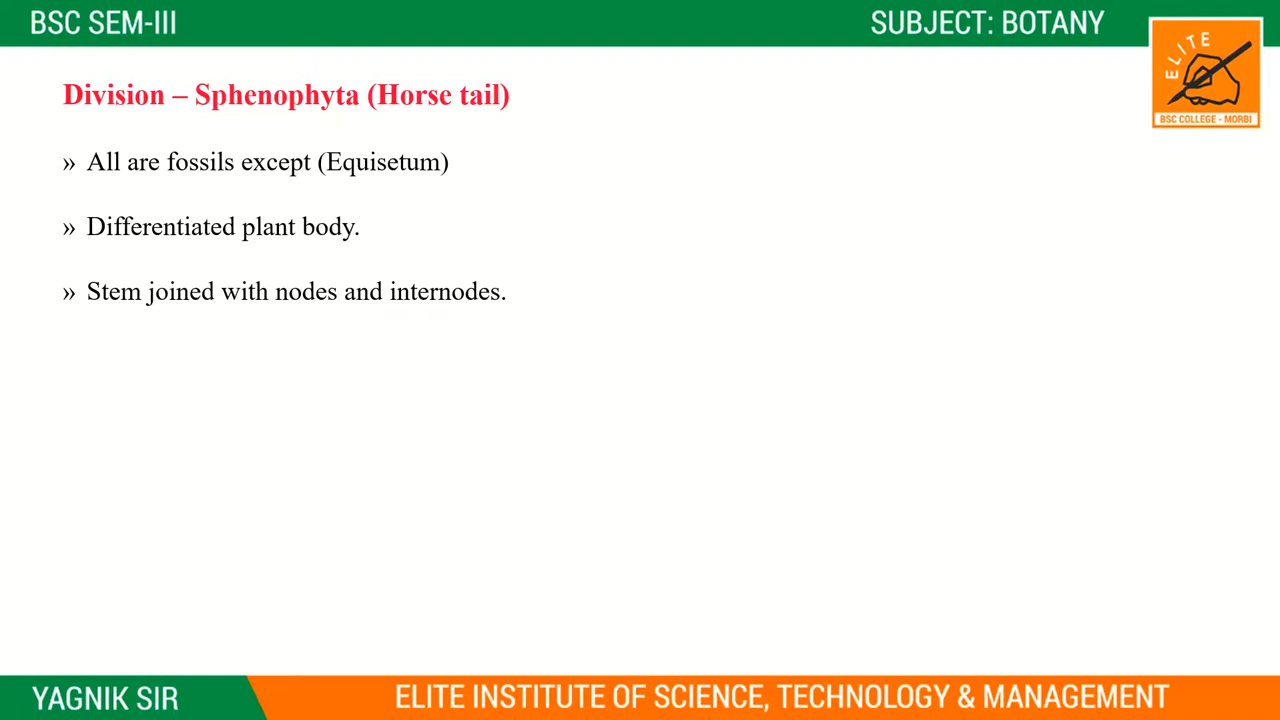 BSC SEM-III
SUBJECT: BOTANY
ELITE
BSC COLLEGE - MORBI
Division – Sphenophyta (Horse tail)
» All are fossils except (Equisetum)
» Differentiated plant body.
» Stem joined with nodes and internodes.
YAGNIK SIR
ELITE INSTITUTE OF SCIENCE, TECHNOLOGY & MANAGEMENT